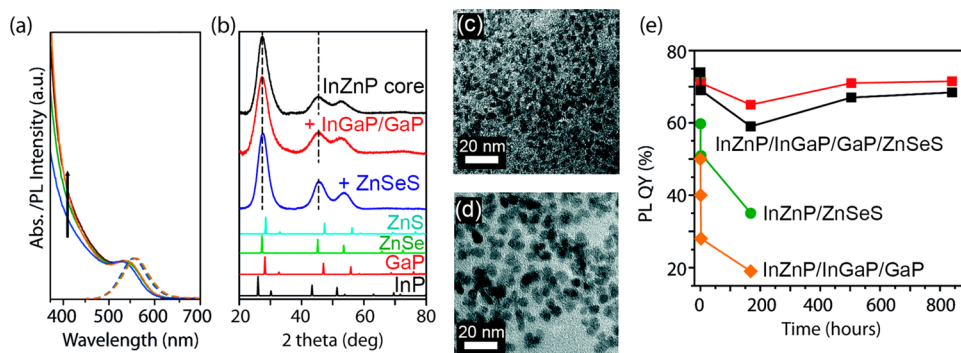 (a)
Abs./PL Intensity (a.u.)
400 500 600 700
Wavelength (nm)
(b)
InZnP core
+ InGaP/GaP
+ ZnSeS
ZnS
ZnSe
GaP
InP
20 40 60 80
2 theta (deg)
(c)
20 nm
(d)
20 nm
(e)
PL QY (%)
80
60
40
20
InZnP/InGaP/GaP/ZnSeS
InZnP/ZnSeS
InZnP/InGaP/GaP
0 200 400 600 800
Time (hours)